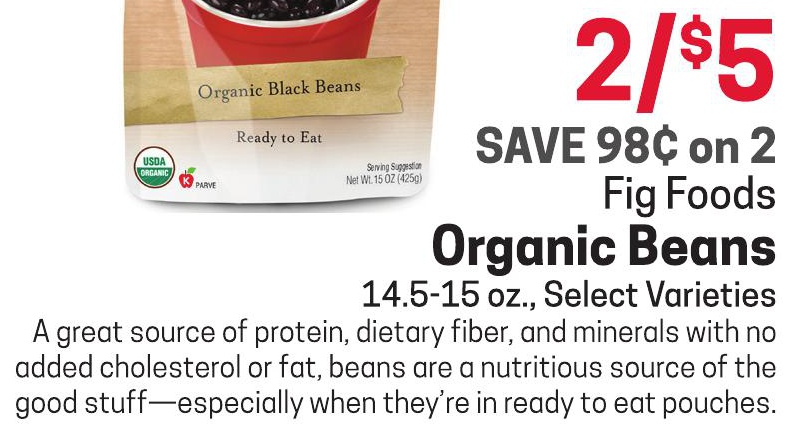 Organic Black Beans
Ready to Eat
USDA
ORGANIC
K PARVE
Serving Suggestion
Net Wt. 15 OZ (425g)
2/$5
SAVE 98¢ on 2
Fig Foods
Organic Beans
14.5-15 oz., Select Varieties
A great source of protein, dietary fiber, and minerals with no
added cholesterol or fat, beans are a nutritious source of the
good stuff—especially when they’re in ready to eat pouches.